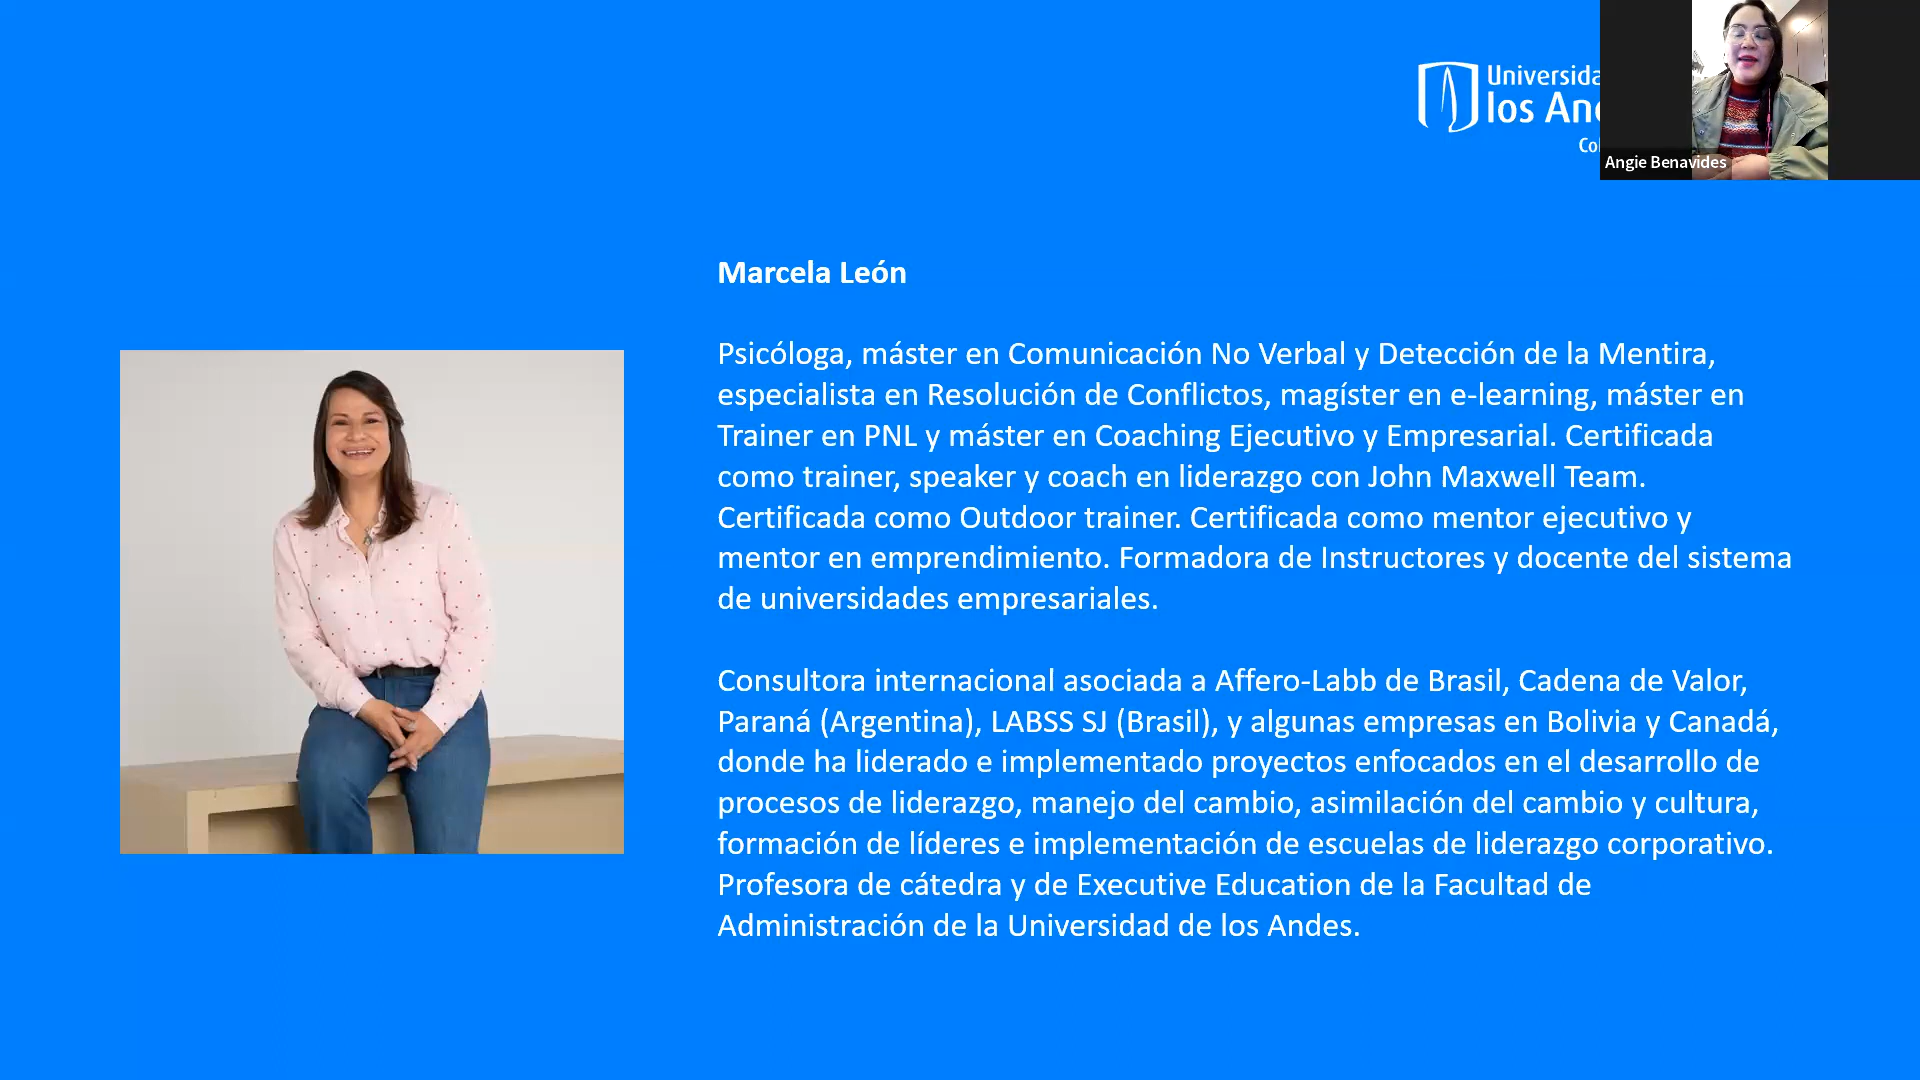 los
Angie Benavides
Marcela León
Psicóloga, máster en Comunicación No Verbal y Detección de la Mentira,
especialista en Resolución de Conflictos, magíster en e-learning, máster en
Trainer en PNL y máster en Coaching Ejecutivo y Empresarial. Certificada
como trainer, speaker y coach en liderazgo con John Maxwell Team.
Certificada como Outdoor trainer. Certificada como mentor ejecutivo y
mentor en emprendimiento. Formadora de Instructores y docente del sistema
de universidades empresariales.
Consultora internacional asociada a Affero-Labb de Brasil, Cadena de Valor,
Paraná (Argentina), LABSS SJ (Brasil), y algunas empresas en Bolivia y Canadá,
donde ha liderado e implementado proyectos enfocados en el desarrollo de
procesos de liderazgo, manejo del cambio, asimilación del cambio y cultura,
formación de líderes e implementación de escuelas de liderazgo corporativo.
Profesora de cátedra y de Executive Education de la Facultad de
Administración de la Universidad de los Andes.